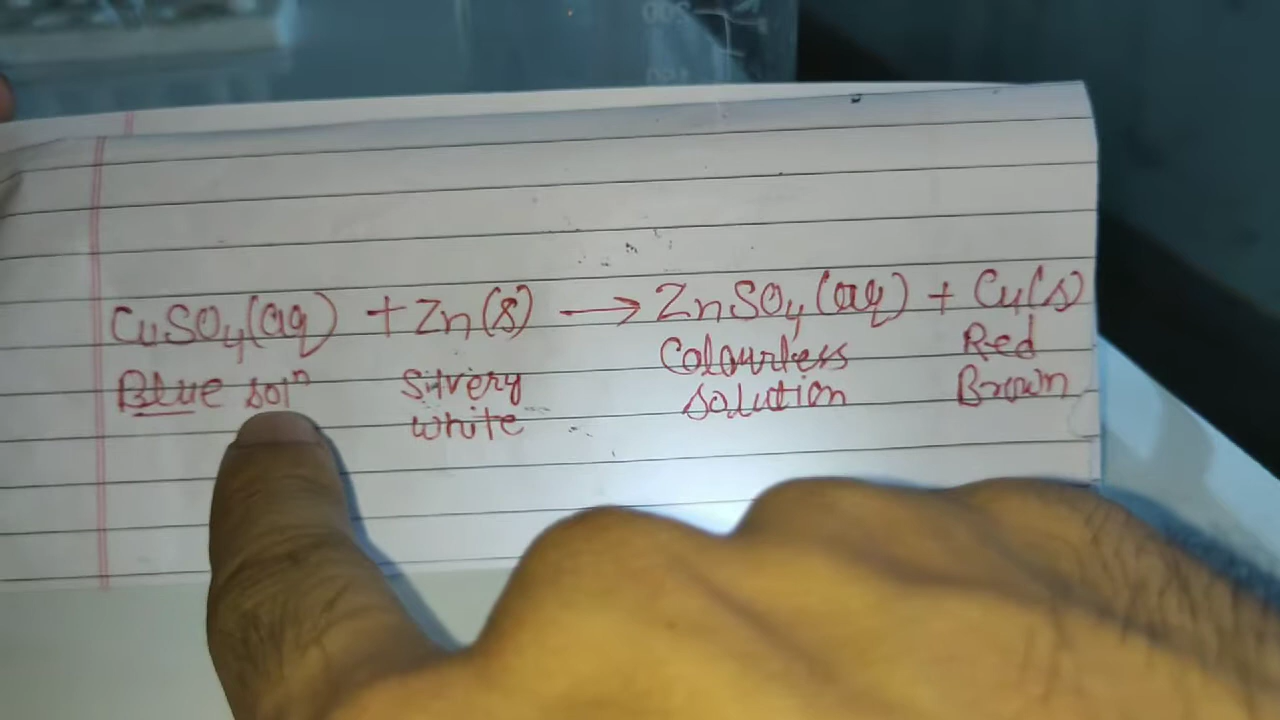 CuSO4(aq) + Zn(s) → ZnSO4(aq) + Cu(s)
Blue solⁿ Silvery Colourless Red
white solution Brown